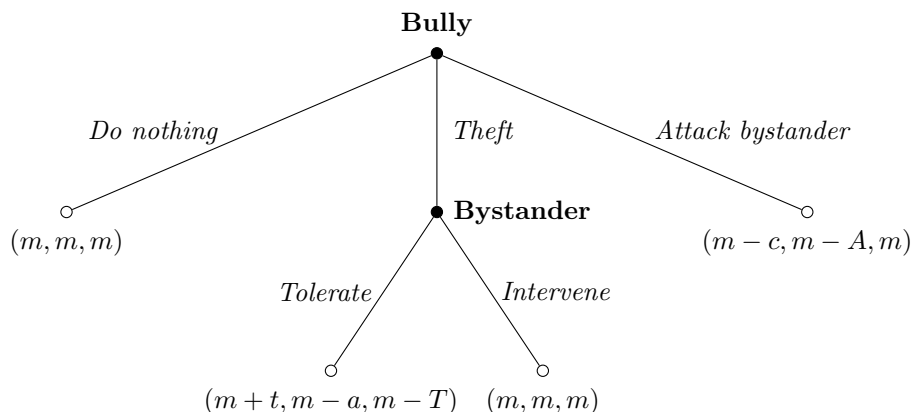 Bully
Do nothing
Theft
Attack bystander
Bystander
(m, m, m)
(m − c, m − A, m)
Tolerate
Intervene
(m + t, m − a, m − T)
(m, m, m)